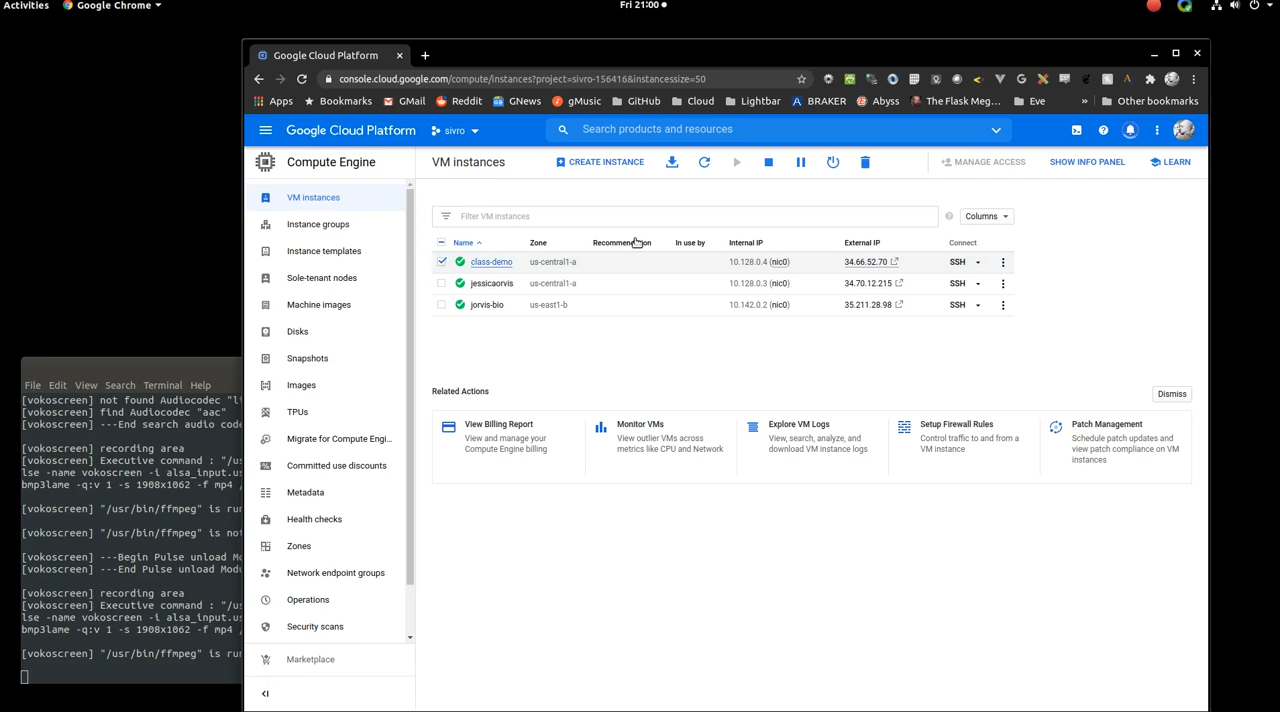 Activities
Google Chrome
Fri 21:00
Google Cloud Platform
console.cloud.google.com/compute/instances?project=sivro-156416&instancessize=50
Apps Bookmarks GMail Reddit GNews gMusic GitHub Cloud Lightbar BRAKER Abyss The Flask Meg... Eve » Other bookmarks
Google Cloud Platform sivro Search products and resources
Compute Engine
VM instances CREATE INSTANCE MANAGE ACCESS SHOW INFO PANEL LEARN
VM instances
Instance groups
Instance templates
Sole-tenant nodes
Machine images
Disks
Snapshots
Images
TPUs
Migrate for Compute Engi...
Committed use discounts
Metadata
Health checks
Zones
Network endpoint groups
Operations
Security scans
Marketplace
Filter VM instances Columns
Name Zone Recommendation In use by Internal IP External IP Connect
class-demo us-central1-a 10.128.0.4 (nic0) 34.66.52.70 SSH
jessicaorvis us-central1-a 10.128.0.3 (nic0) 34.70.12.215 SSH
jorvis-bio us-east1-b 10.142.0.2 (nic0) 35.211.28.98 SSH
Related Actions Dismiss
View Billing Report
View and manage your
Compute Engine billing
Monitor VMs
View outlier VMs across
metrics like CPU and Network
Explore VM Logs
View, search, analyze, and
download VM instance logs
Setup Firewall Rules
Control traffic to and from a
VM instance
Patch Management
Schedule patch updates and
view patch compliance on VM
instances
File Edit View Search Terminal Help
[vokoscreen] not found Audiocodec "li
[vokoscreen] find Audiocodec "aac"
[vokoscreen] ---End search audio code
[vokoscreen] recording area
[vokoscreen] Executive command : "/us
lse -name vokoscreen -i alsa_input.us
bmp3lame -q:v 1 -s 1908x1062 -f mp4 /
[vokoscreen] "/usr/bin/ffmpeg" is run
[vokoscreen] "/usr/bin/ffmpeg" is not
[vokoscreen] ---Begin Pulse unload Mo
[vokoscreen] ---End Pulse unload Modu
[vokoscreen] recording area
[vokoscreen] Executive command : "/us
lse -name vokoscreen -i alsa_input.us
bmp3lame -q:v 1 -s 1908x1062 -f mp4 /
[vokoscreen] "/usr/bin/ffmpeg" is run